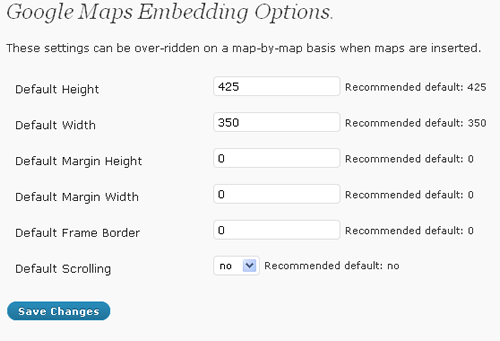 Google Maps Embedding Options.
These settings can be over-ridden on a map-by-map basis when maps are inserted.
Default Height 425 Recommended default: 425
Default Width 350 Recommended default: 350
Default Margin Height 0 Recommended default: 0
Default Margin Width 0 Recommended default: 0
Default Frame Border 0 Recommended default: 0
Default Scrolling no Recommended default: no
Save Changes